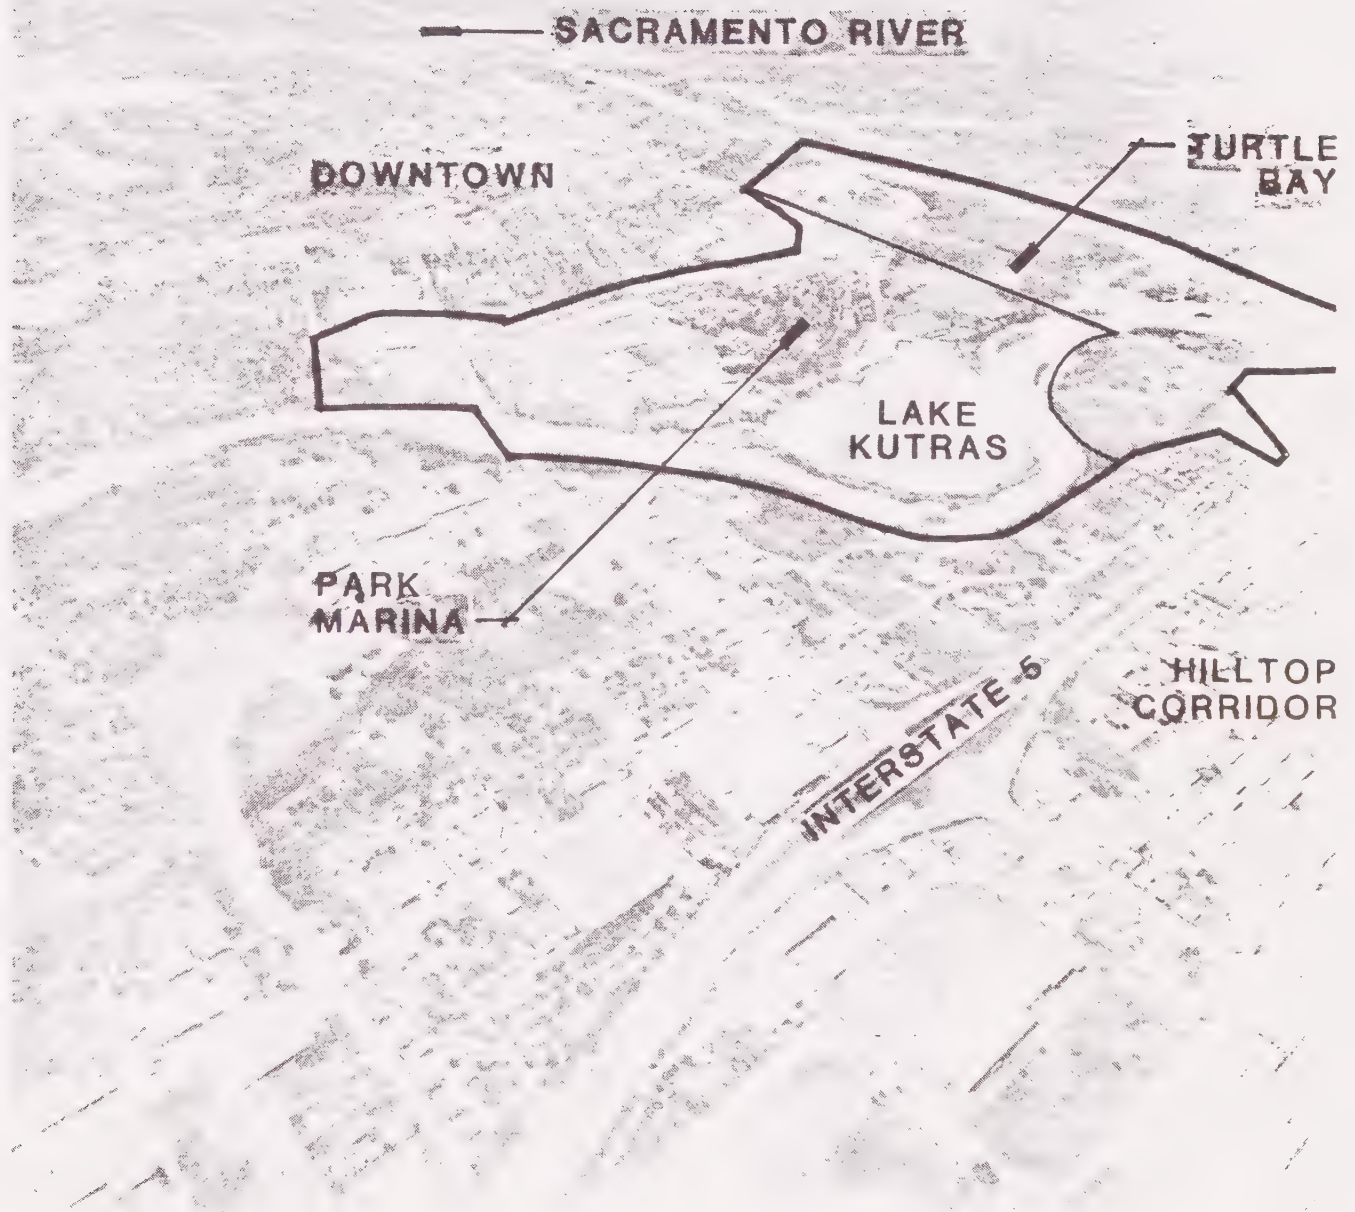 SACRAMENTO RIVER
TURTLE
BAY
DOWNTOWN
LAKE
KUTRAS
PARK
MARINA
HILLTOP
CORRIDOR
INTERSTATE 5